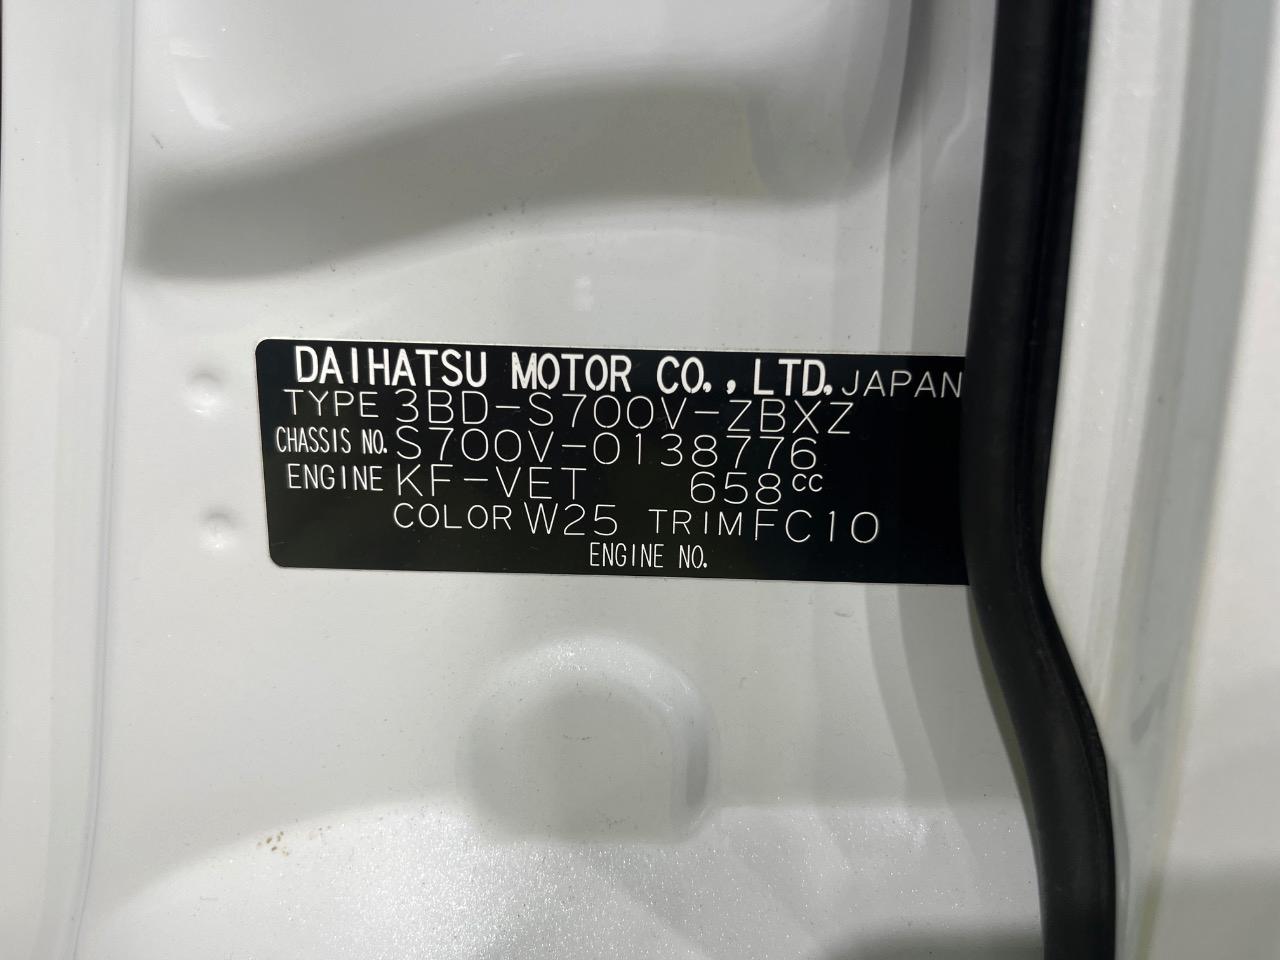 DAIHATSU MOTOR CO., LTD. JAPAN
TYPE 3BD-S700V-ZBXZ
CHASSIS NO. S700V-0138776
ENGINE KF-VET 658cc
COLOR W25 TRIM FC10
ENGINE NO.